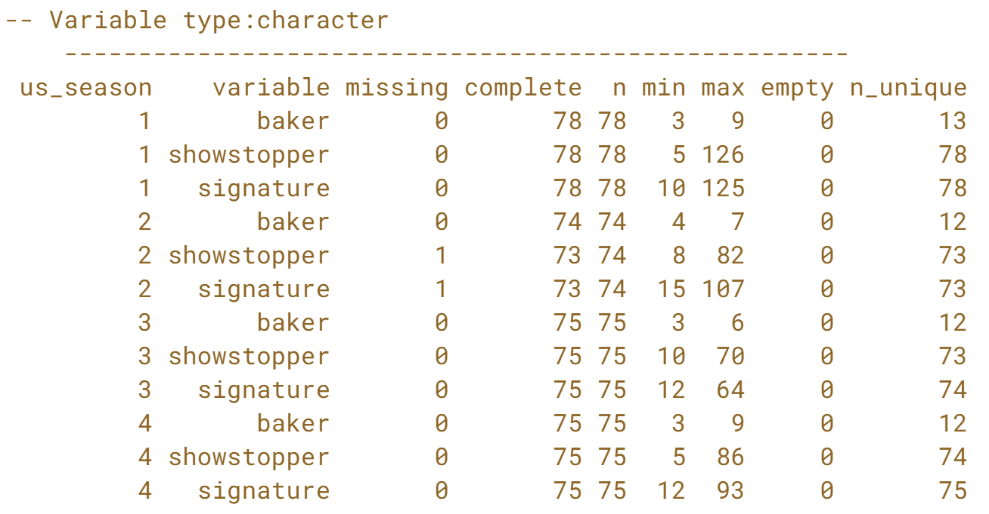 -- Variable type:character
-----------------------------------------------------
us_season variable missing complete n min max empty n_unique
1 baker 0 78 78 3 9 0 13
1 showstopper 0 78 78 5 126 0 78
1 signature 0 78 78 10 125 0 78
2 baker 0 74 74 4 7 0 12
2 showstopper 1 73 74 8 82 0 73
2 signature 1 73 74 15 107 0 73
3 baker 0 75 75 3 6 0 12
3 showstopper 0 75 75 10 70 0 73
3 signature 0 75 75 12 64 0 74
4 baker 0 75 75 3 9 0 12
4 showstopper 0 75 75 5 86 0 74
4 signature 0 75 75 12 93 0 75